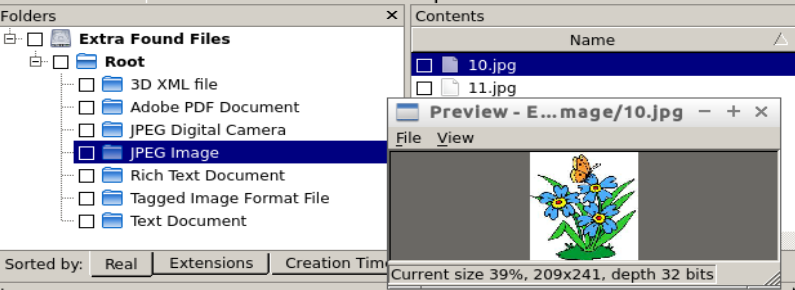 Folders
Extra Found Files
Root
3D XML file
Adobe PDF Document
JPEG Digital Camera
JPEG Image
Rich Text Document
Tagged Image Format File
Text Document
Sorted by: Real Extensions Creation Time
Contents
Name
10.jpg
11.jpg
Preview - E...mage/10.jpg
File View
Current size 39%, 209x241, depth 32 bits